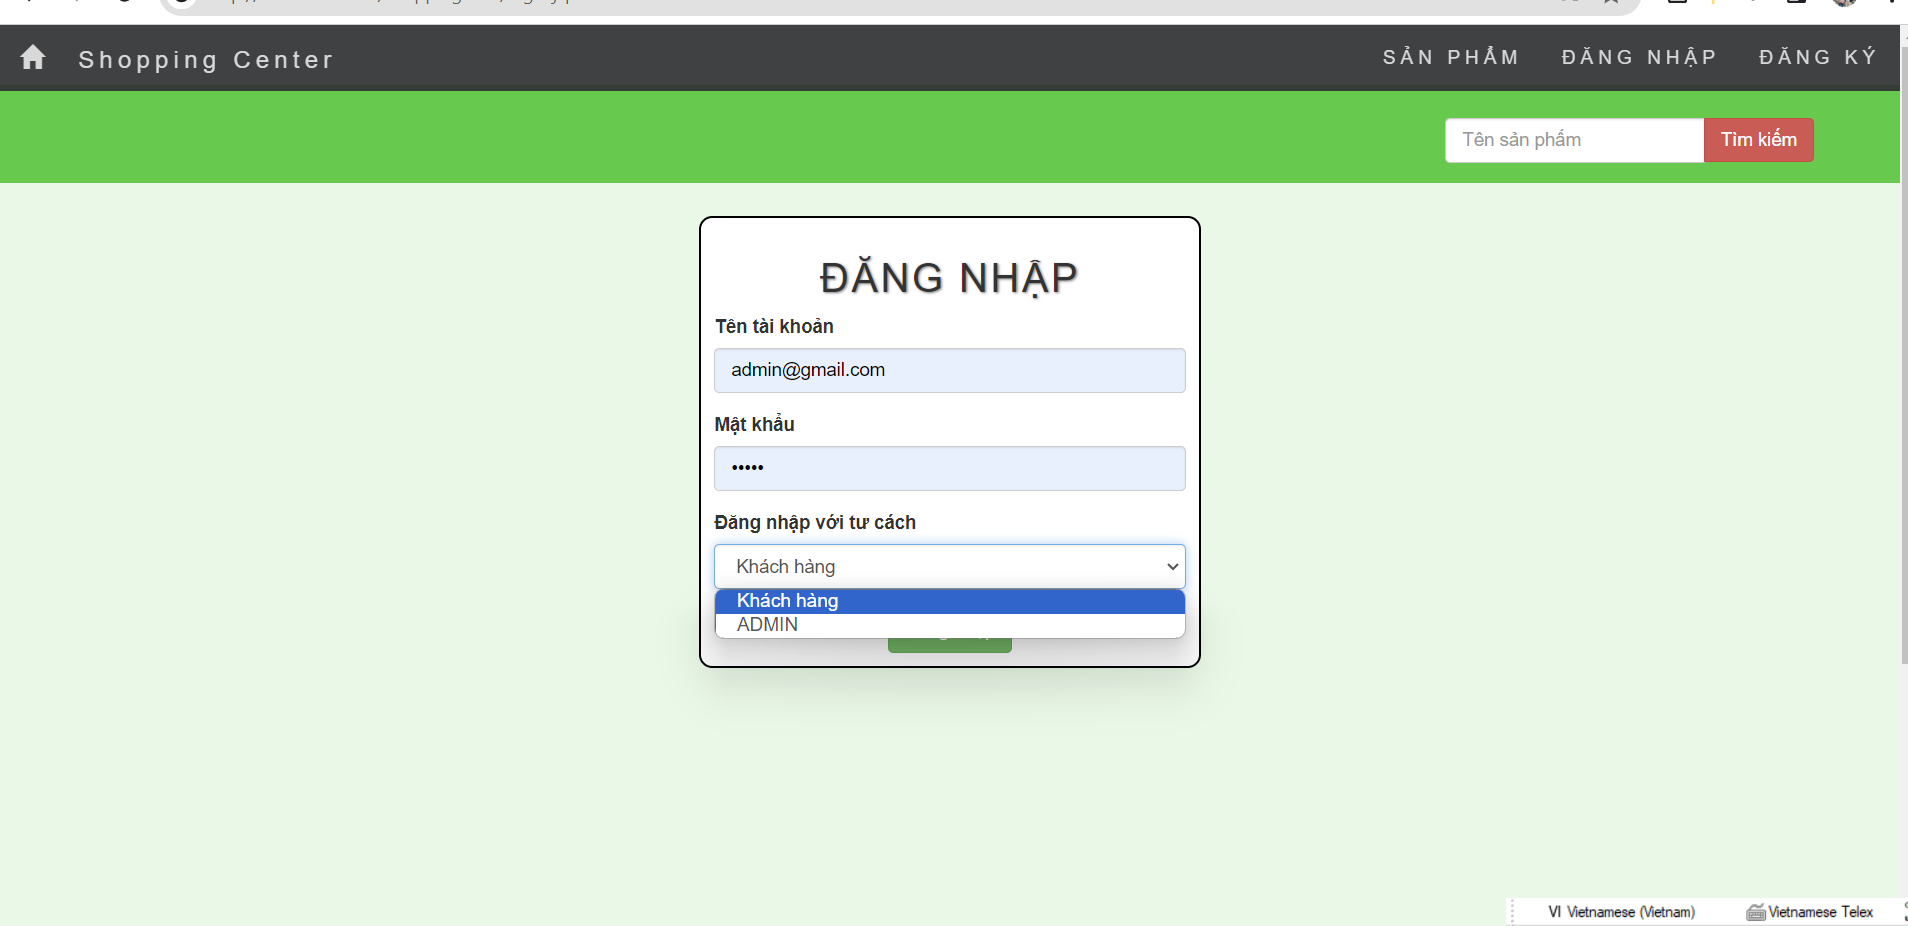 Shopping Center
SẢN PHẨM ĐĂNG NHẬP ĐĂNG KÝ
Tên sản phẩm Tìm kiếm
ĐĂNG NHẬP
Tên tài khoản
admin@gmail.com
Mật khẩu
•••••
Đăng nhập với tư cách
Khách hàng
Khách hàng
ADMIN
VI Vietnamese (Vietnam) Vietnamese Telex